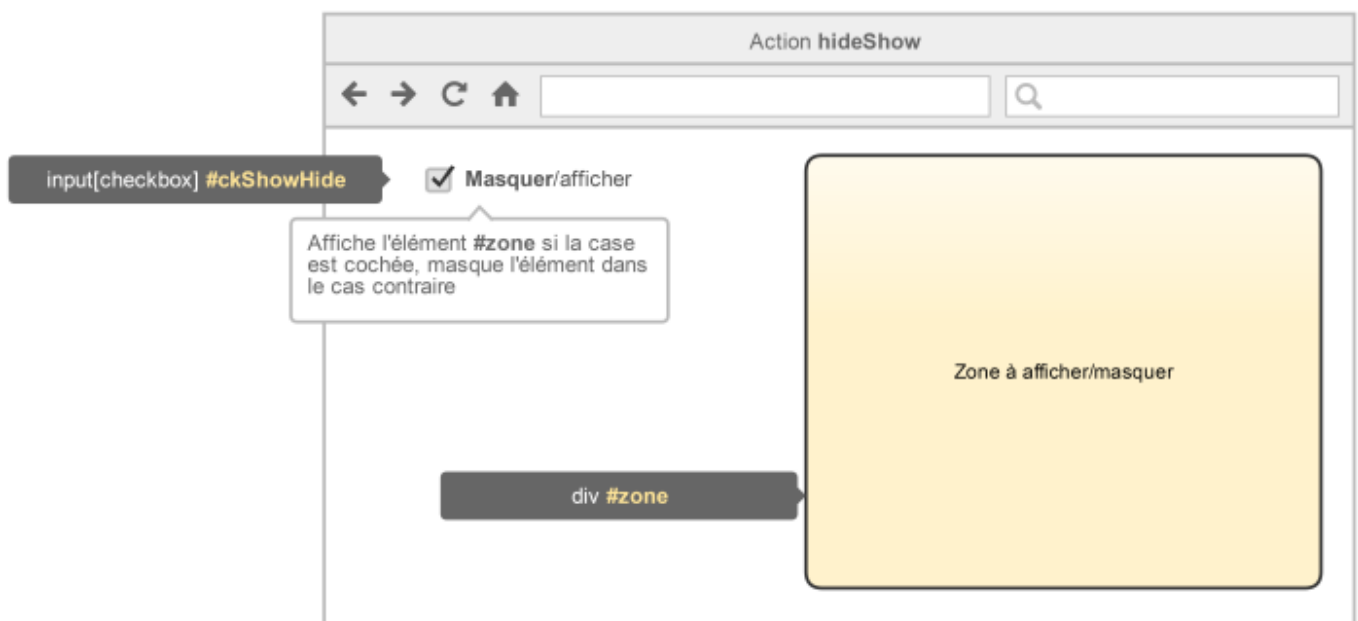 Action hideShow
input[checkbox] #ckShowHide
Masquer/afficher
Affiche l'élément #zone si la case
est cochée, masque l'élément dans
le cas contraire
Zone à afficher/masquer
div #zone